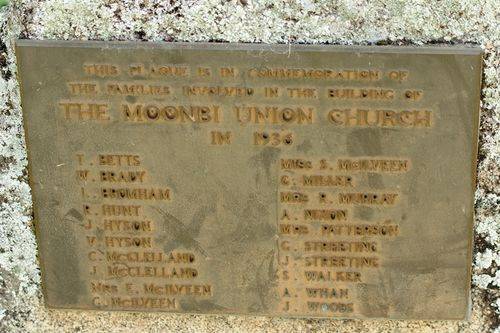 THIS PLAQUE IS IN COMMEMORATION OF
THE FAMILIES INVOLVED IN THE BUILDING OF
THE MOONBI UNION CHURCH
IN 1936
T. BETTS
W. BRADY
L. BROMHAM
R. HUNT
J. HYSON
V. HYSON
C. McCLELLAND
J. McCLELLAND
MRS E. McILVEEN
G. McILVEEN
MRS S. McILVEEN
C. MILLER
MRS R. MURRAY
A. NIXON
MRS PATTERSON
G. STREETING
J. STREETING
S. WALKER
A. WHAN
J. WOODS